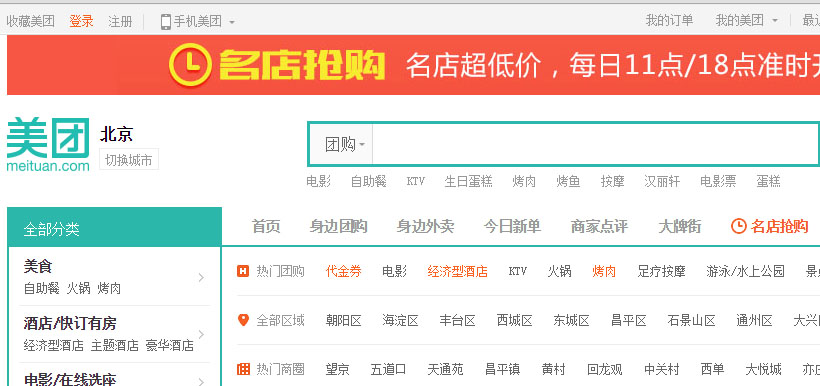 收藏美团 登录 注册 手机美团 我的订单 我的美团
名店抢购 名店超低价，每日11点/18点准时
美团 meituan.com
北京
切换城市
团购
电影 自助餐 KTV 生日蛋糕 烤肉 烤鱼 按摩 汉丽轩 电影票 蛋糕
全部分类 首页 身边团购 身边外卖 今日新单 商家点评 大牌街 名店抢购
美食
自助餐 火锅 烤肉
酒店/快订有房
经济型酒店 主题酒店 豪华酒店
电影/在线选座
热门团购 代金券 电影 经济型酒店 KTV 火锅 烤肉 足疗按摩 游泳/水上公园
全部区域 朝阳区 海淀区 丰台区 西城区 东城区 昌平区 石景山区 通州区 大兴
热门商圈 望京 五道口 天通苑 昌平镇 黄村 回龙观 中关村 西单 大悦城